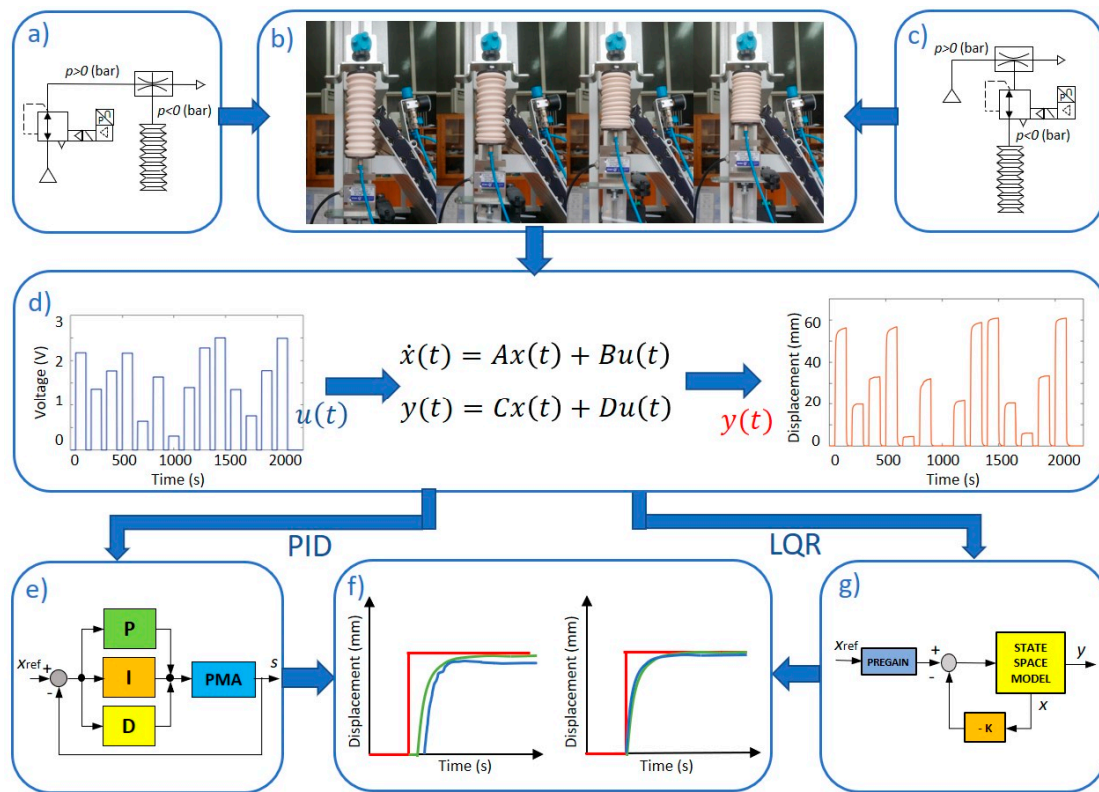 a)
p>0 (bar)
p<0 (bar)
b)
c)
p>0 (bar)
p<0 (bar)
d)
Voltage (V)
3
2
1
0
0 500 1000 1500 2000
Time (s)
u(t)
ẋ(t) = Ax(t) + Bu(t)
y(t) = Cx(t) + Du(t)
y(t)
Displacement (mm)
60
40
20
0
0 500 1000 1500 2000
Time (s)
PID
LQR
e)
xref
+
-
P
I
D
PMA
s
f)
Displacement (mm)
Time (s)
Displacement (mm)
Time (s)
g)
xref
PREGAIN
+
-
STATE
SPACE
MODEL
y
x
- K